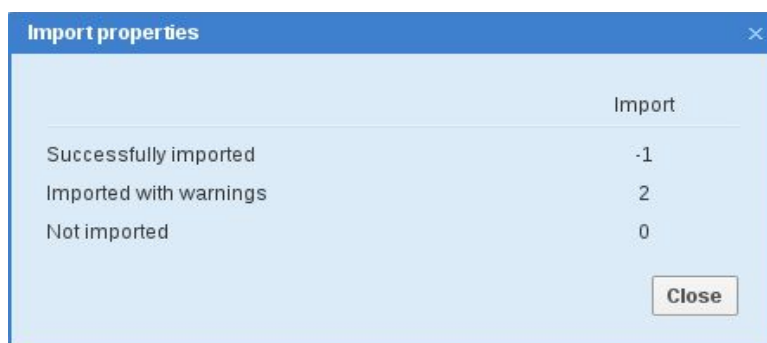 Import properties ×
Import
Successfully imported -1
Imported with warnings 2
Not imported 0
Close